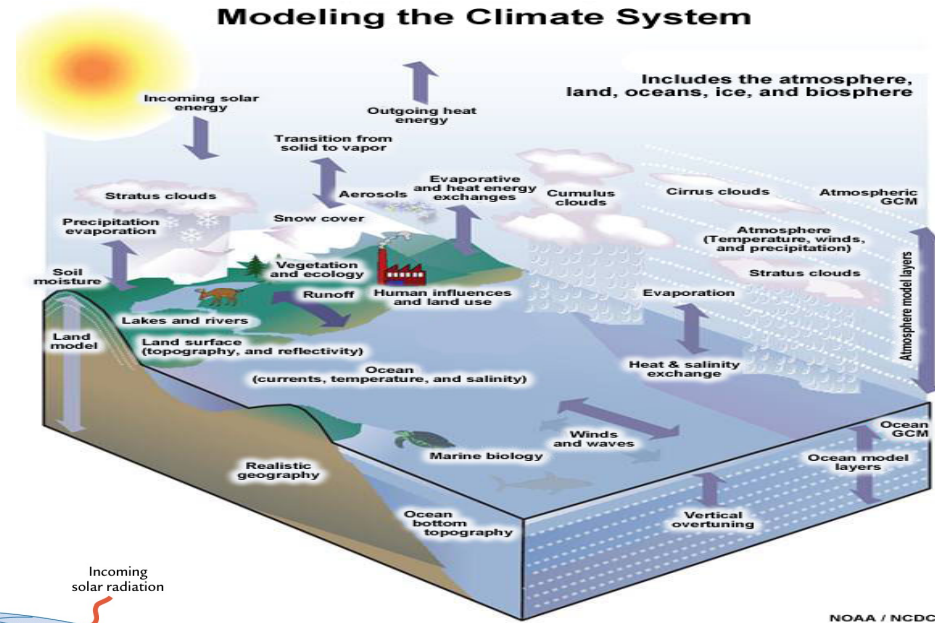 Modeling the Climate System
Includes the atmosphere,
land, oceans, ice, and biosphere
Incoming solar
energy
Outgoing heat
energy
Transition from
solid to vapor
Stratus clouds
Aerosols
Evaporative
and heat energy
exchanges
Cumulus
clouds
Cirrus clouds
Atmospheric
GCM
Precipitation
evaporation
Snow cover
Atmosphere
(Temperature, winds,
and precipitation)
Stratus clouds
Atmosphere model layers
Soil
moisture
Vegetation
and ecology
Runoff
Human influences
and land use
Evaporation
Lakes and rivers
Land
model
Land surface
(topography, and reflectivity)
Ocean
(currents, temperature, and salinity)
Heat & salinity
exchange
Winds
and waves
Ocean
GCM
Marine biology
Ocean model
layers
Realistic
geography
Ocean
bottom
topography
Vertical
overtuning
Incoming
solar radiation
NOAA / NCDC